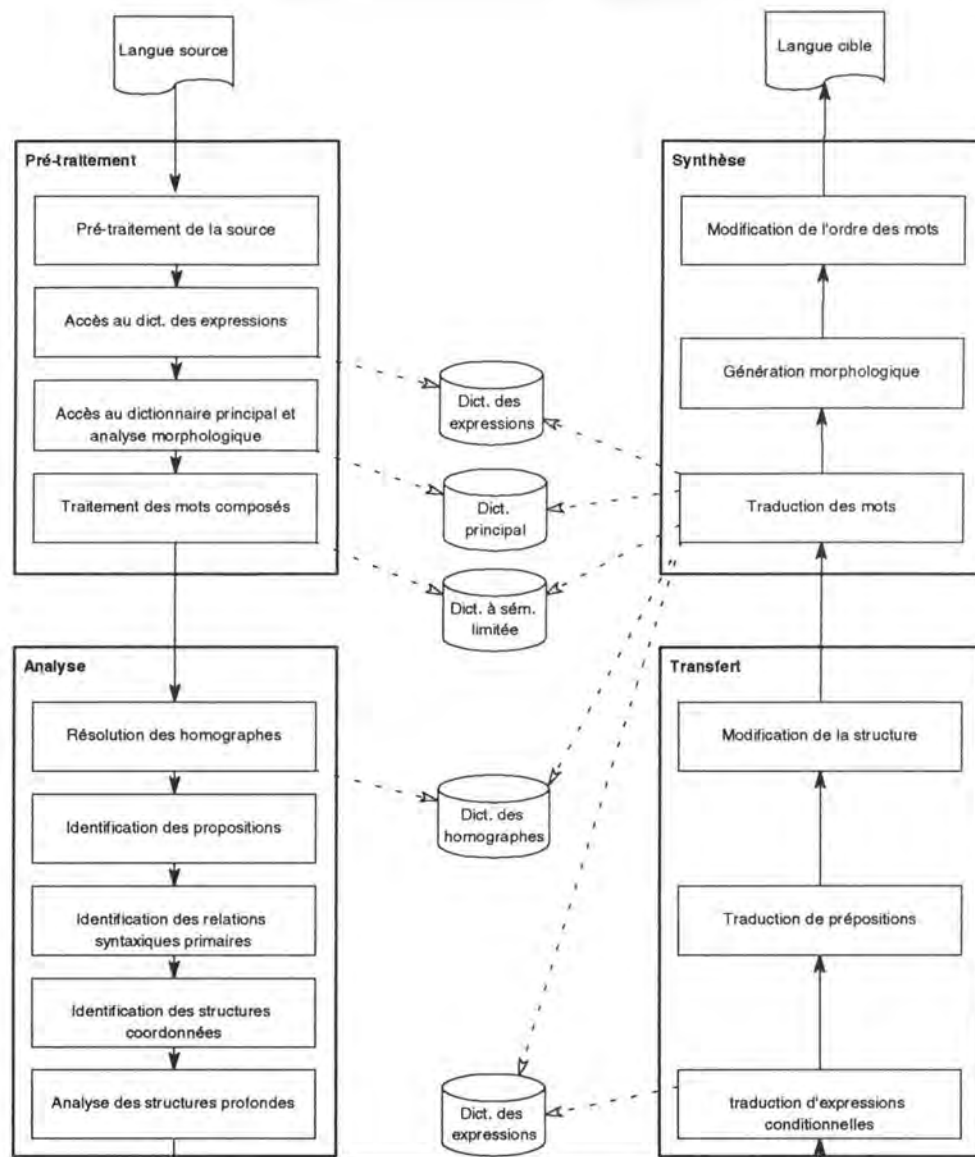 Langue source
Pré-traitement
Pré-traitement de la source
Accès au dict. des expressions
Accès au dictionnaire principal et
analyse morphologique
Traitement des mots composés
Analyse
Résolution des homographes
Identification des propositions
Identification des relations
syntaxiques primaires
Identification des structures
coordonnées
Analyse des structures profondes
Dict. des
expressions
Dict.
principal
Dict. à sém.
limitée
Dict. des
homographes
Dict. des
expressions
Langue cible
Synthèse
Modification de l'ordre des mots
Génération morphologique
Traduction des mots
Transfert
Modification de la structure
Traduction de prépositions
traduction d'expressions
conditionnelles